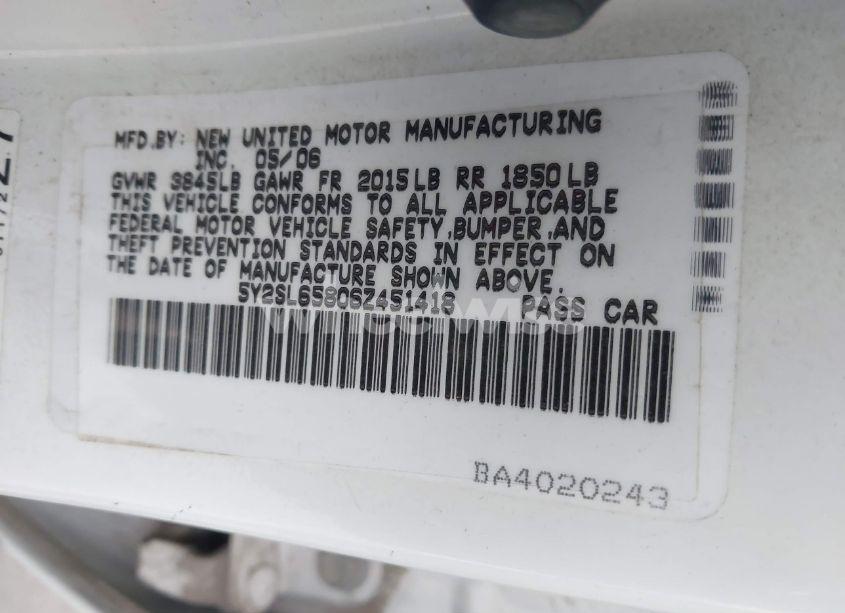 MFD.BY: NEW UNITED MOTOR MANUFACTURING
INC. 05/06
GVWR 3845LB GAWR FR 2015LB RR 1850LB
THIS VEHICLE CONFORMS TO ALL APPLICABLE
FEDERAL MOTOR VEHICLE SAFETY,BUMPER,AND
THEFT PREVENTION STANDARDS IN EFFECT ON
THE DATE OF MANUFACTURE SHOWN ABOVE.
5Y2SL65806Z451418 PASS CAR
BA4020243